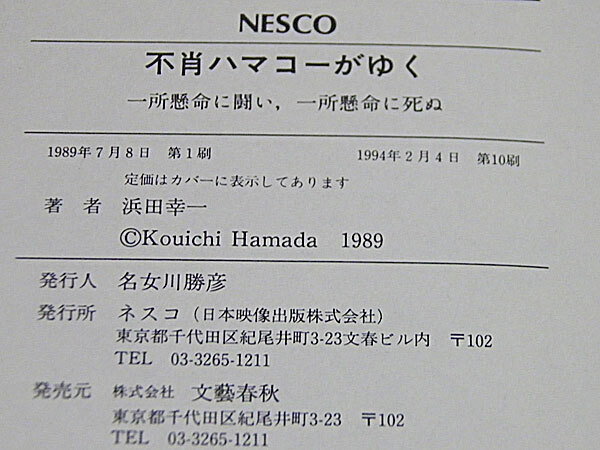 NESCO
不肖ハマコーがゆく
一所懸命に闘い，一所懸命に死ぬ
1989年7月8日　第1刷　1994年2月4日　第10刷
定価はカバーに表示してあります
著　者　浜田幸一
©Kouichi Hamada　1989
発行人　名女川勝彦
発行所　ネスコ（日本映像出版株式会社）
東京都千代田区紀尾井町3-23文春ビル内　〒102
TEL　03-3265-1211
発売元　株式会社　文藝春秋
東京都千代田区紀尾井町3-23　〒102
TEL　03-3265-1211